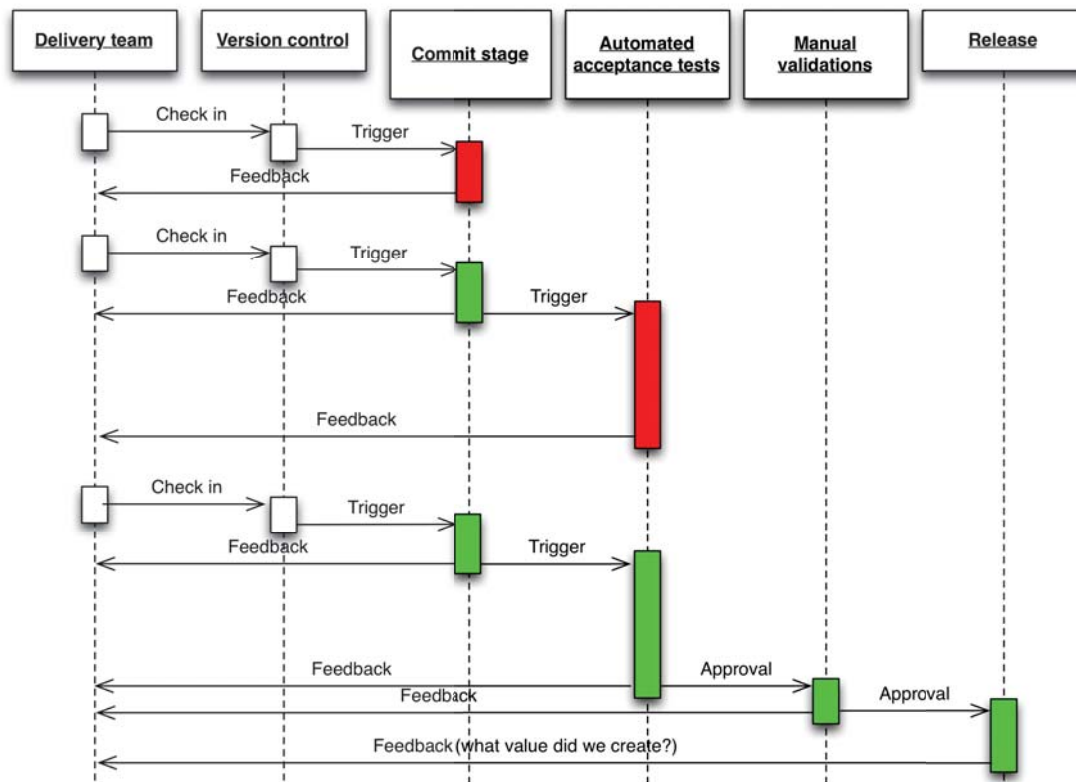 Delivery team
Version control
Commit stage
Automated
acceptance tests
Manual
validations
Release
Check in
Trigger
Feedback
Check in
Trigger
Feedback
Trigger
Feedback
Check in
Trigger
Feedback
Trigger
Feedback
Approval
Feedback
Approval
Feedback (what value did we create?)